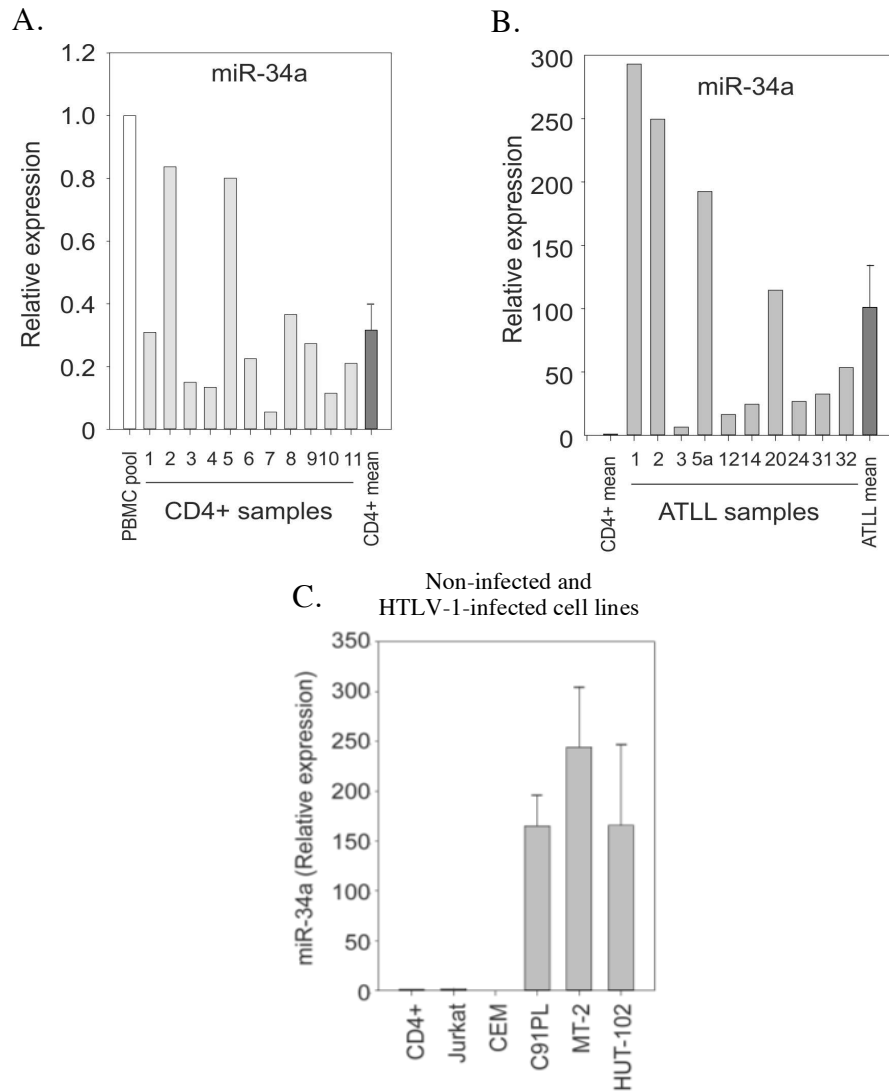 A.
miR-34a
Relative expression
1.2
1.0
0.8
0.6
0.4
0.2
0
PBMC pool
1 2 3 4 5 6 7 8 9 10 11
CD4+ mean
CD4+ samples
B.
miR-34a
Relative expression
300
250
200
150
100
50
0
CD4+ mean
1 2 3 5a 12 14 20 24 31 32
ATLL mean
ATLL samples
C.
Non-infected and
HTLV-1-infected cell lines
miR-34a (Relative expression)
350
300
250
200
150
100
50
0
CD4+
Jurkat
CEM
C91PL
MT-2
HUT-102